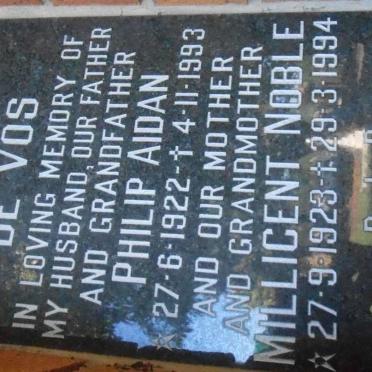 DE VOS
IN LOVING MEMORY OF
MY HUSBAND, OUR FATHER
AND GRANDFATHER
PHILIP AIDAN
☆ 27·6·1922 - † 4·11·1993
AND OUR MOTHER
AND GRANDMOTHER
MILLICENT NOBLE
☆ 27·9·1923 - † 29·3·1994
R.I.P.